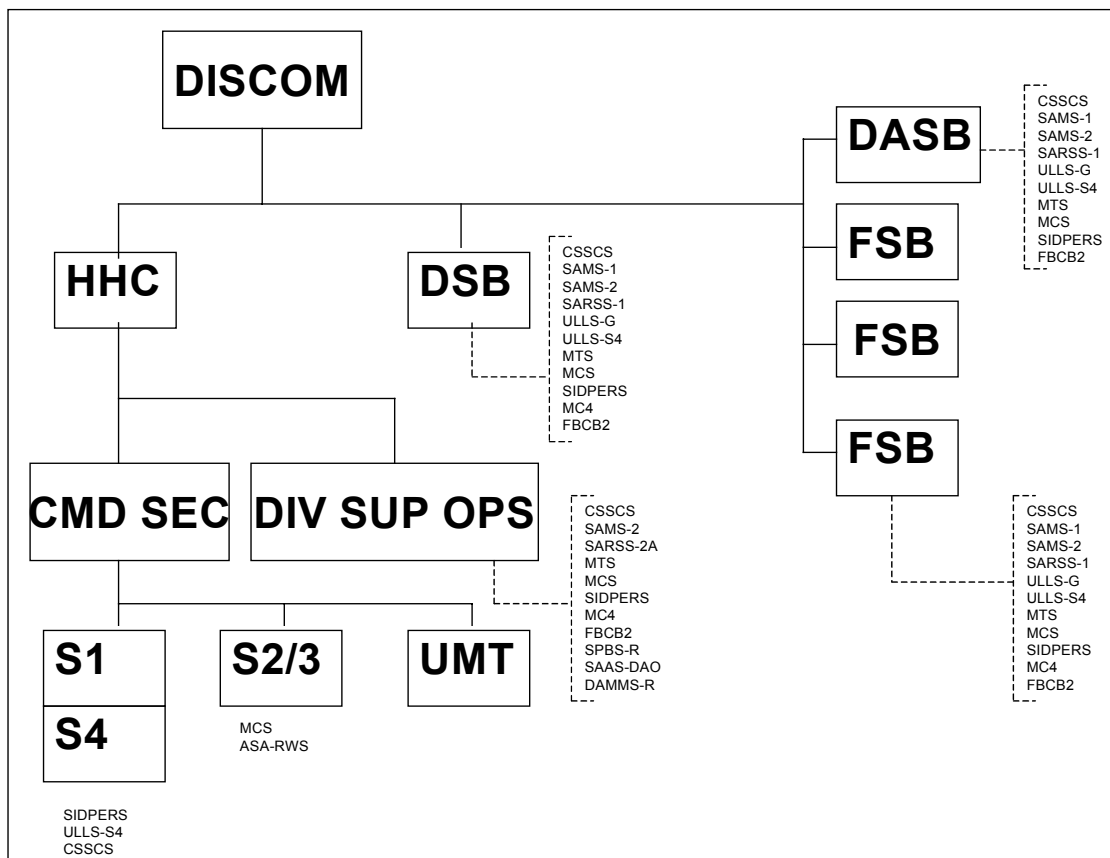 DISCOM
DASB
CSSCS
SAMS-1
SAMS-2
SARSS-1
ULLS-G
ULLS-S4
MTS
MCS
SIDPERS
FBCB2
FSB
HHC
DSB
CSSCS
SAMS-1
SAMS-2
SARSS-1
ULLS-G
ULLS-S4
MTS
MCS
SIDPERS
MC4
FBCB2
FSB
FSB
CMD SEC
DIV SUP OPS
CSSCS
SAMS-2
SARSS-2A
MTS
MCS
SIDPERS
MC4
FBCB2
SPBS-R
SAAS-DAO
DAMMS-R
CSSCS
SAMS-1
SAMS-2
SARSS-1
ULLS-G
ULLS-S4
MTS
MCS
SIDPERS
MC4
FBCB2
S1
S2/3
UMT
S4
MCS
ASA-RWS
SIDPERS
ULLS-S4
CSSCS